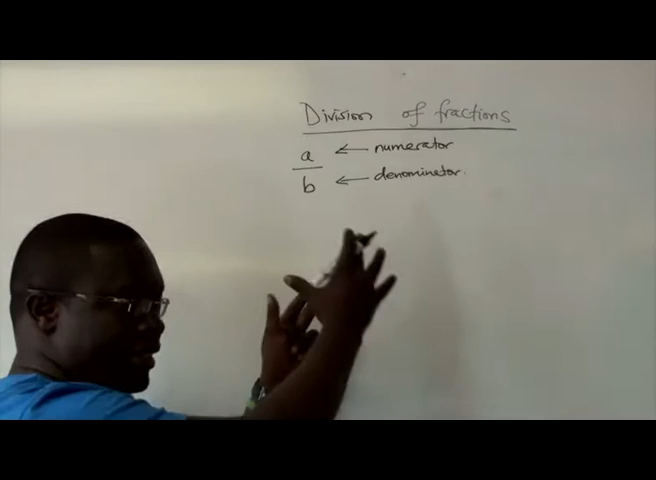 Division of fractions
a ← numerator
b ← denominator.